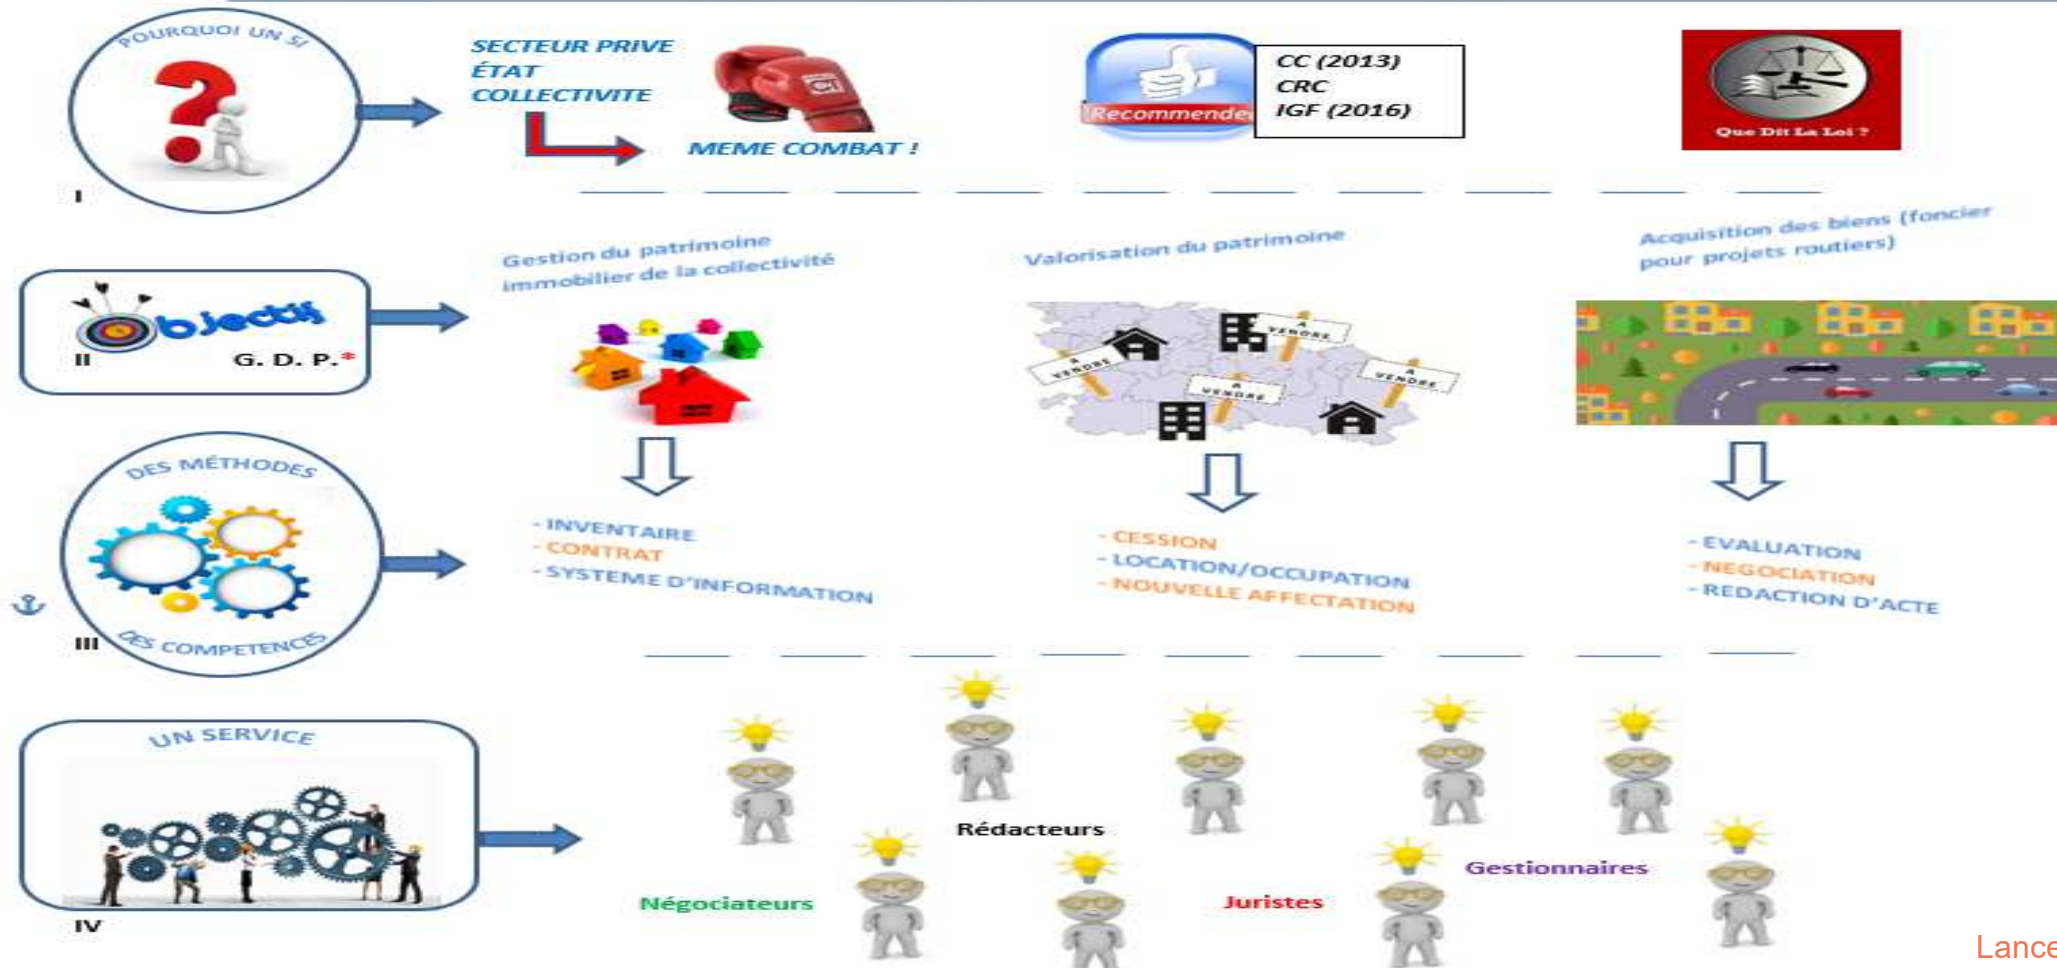 POURQUOI UN SI
SECTEUR PRIVE
ÉTAT
COLLECTIVITE
MEME COMBAT !
Recommende
CC (2013)
CRC
IGF (2016)
Que Dit La Loi ?
I
bjectif
G. D. P.*
II
Gestion du patrimoine
immobilier de la collectivité
Valorisation du patrimoine
A
VENDRE
A
VENDRE
A
VENDRE
A
VENDRE
Acquisition des biens (foncier
pour projets routiers)
DES MÉTHODES
DES COMPETENCES
III
- INVENTAIRE
- CONTRAT
- SYSTEME D'INFORMATION
- CESSION
- LOCATION/OCCUPATION
- NOUVELLE AFFECTATION
- EVALUATION
- NEGOCIATION
- REDACTION D'ACTE
UN SERVICE
IV
Rédacteurs
Gestionnaires
Négociateurs
Juristes
Lance